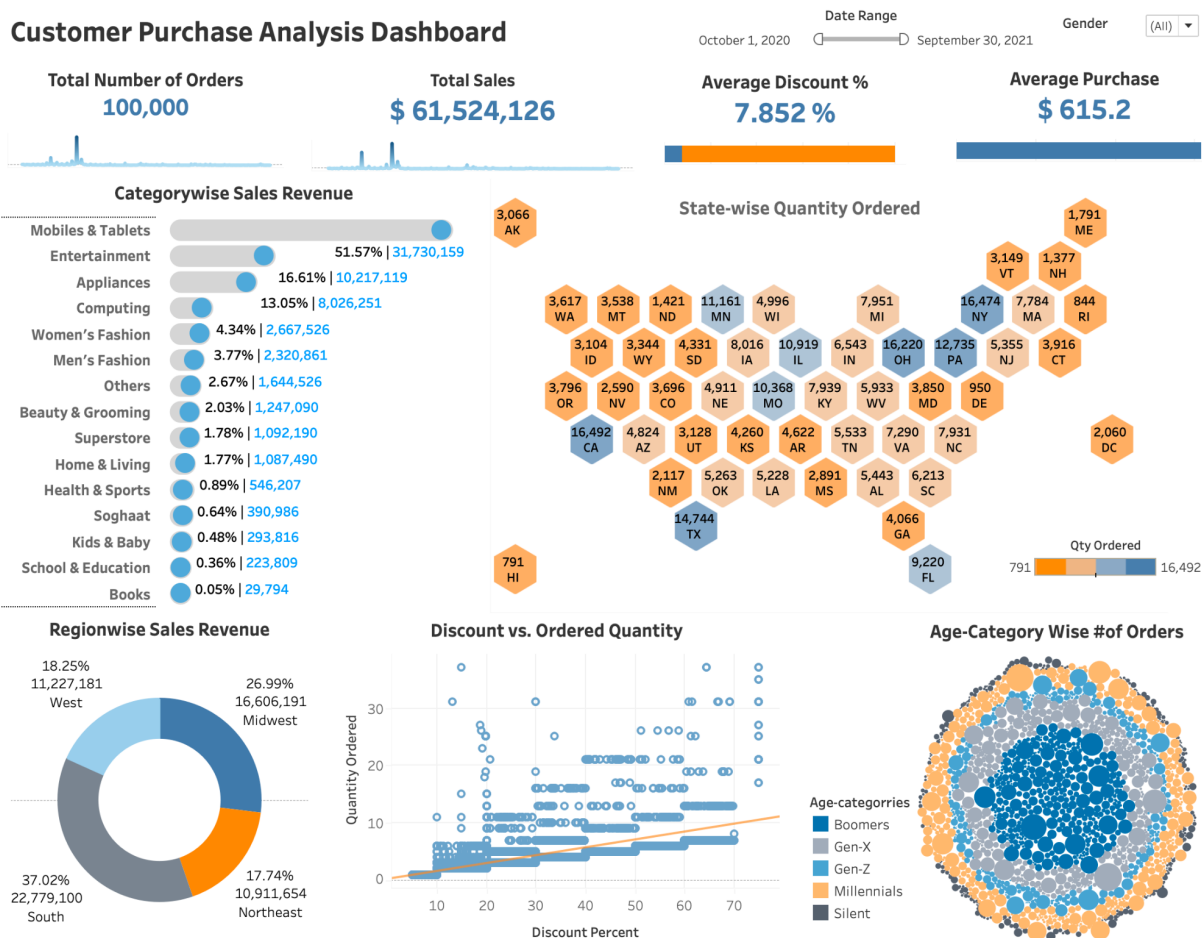 Customer Purchase Analysis Dashboard
Date Range
October 1, 2020
September 30, 2021
Gender
(All)
Total Number of Orders
100,000
Total Sales
$ 61,524,126
Average Discount %
7.852 %
Average Purchase
$ 615.2
Categorywise Sales Revenue
Mobiles & Tablets
Entertainment 51.57% | 31,730,159
Appliances 16.61% | 10,217,119
Computing 13.05% | 8,026,251
Women's Fashion 4.34% | 2,667,526
Men's Fashion 3.77% | 2,320,861
Others 2.67% | 1,644,526
Beauty & Grooming 2.03% | 1,247,090
Superstore 1.78% | 1,092,190
Home & Living 1.77% | 1,087,490
Health & Sports 0.89% | 546,207
Soghaat 0.64% | 390,986
Kids & Baby 0.48% | 293,816
School & Education 0.36% | 223,809
Books 0.05% | 29,794
State-wise Quantity Ordered
3,066
AK
1,791
ME
3,149
VT
1,377
NH
3,617
WA
3,538
MT
1,421
ND
11,161
MN
4,996
WI
7,951
MI
16,474
NY
7,784
MA
844
RI
3,104
ID
3,344
WY
4,331
SD
8,016
IA
10,919
IL
6,543
IN
16,220
OH
12,735
PA
5,355
NJ
3,916
CT
3,796
OR
2,590
NV
3,696
CO
4,911
NE
10,368
MO
7,939
KY
5,933
WV
3,850
MD
950
DE
16,492
CA
4,824
AZ
3,128
UT
4,260
KS
4,622
AR
5,533
TN
7,290
VA
7,931
NC
2,060
DC
2,117
NM
5,263
OK
5,228
LA
2,891
MS
5,443
AL
6,213
SC
14,744
TX
4,066
GA
791
HI
9,220
FL
Qty Ordered
791
16,492
Regionwise Sales Revenue
18.25%
11,227,181
West
26.99%
16,606,191
Midwest
37.02%
22,779,100
South
17.74%
10,911,654
Northeast
Discount vs. Ordered Quantity
Quantity Ordered
30
20
10
0
10 20 30 40 50 60 70
Discount Percent
Age-Category Wise #of Orders
Age-categorries
Boomers
Gen-X
Gen-Z
Millennials
Silent